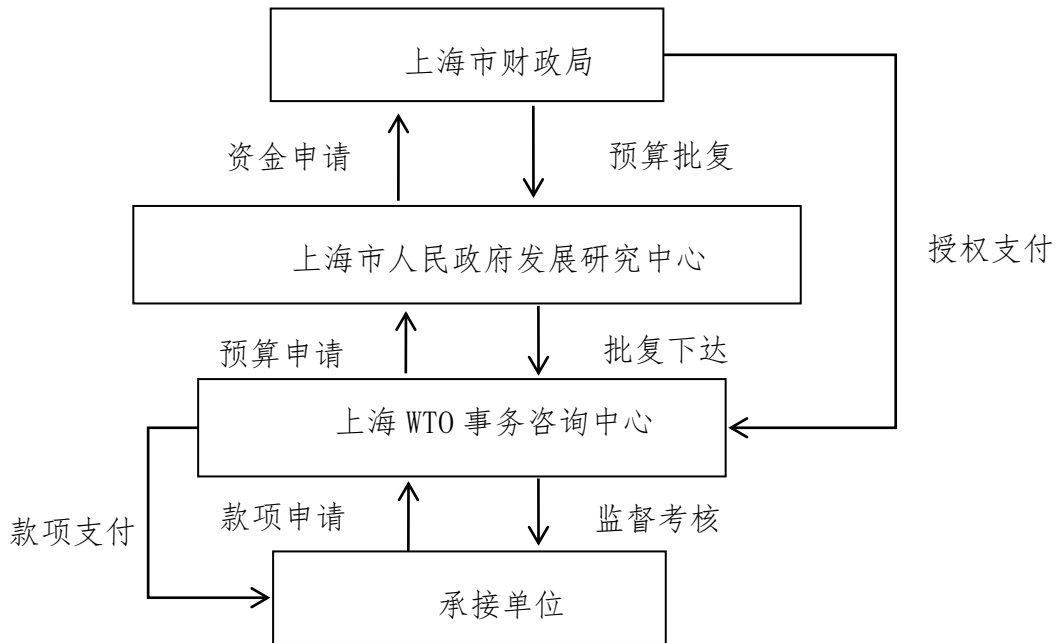 上海市财政局
资金申请
预算批复
上海市人民政府发展研究中心
授权支付
预算申请
批复下达
上海 WTO 事务咨询中心
款项支付
款项申请
监督考核
承接单位